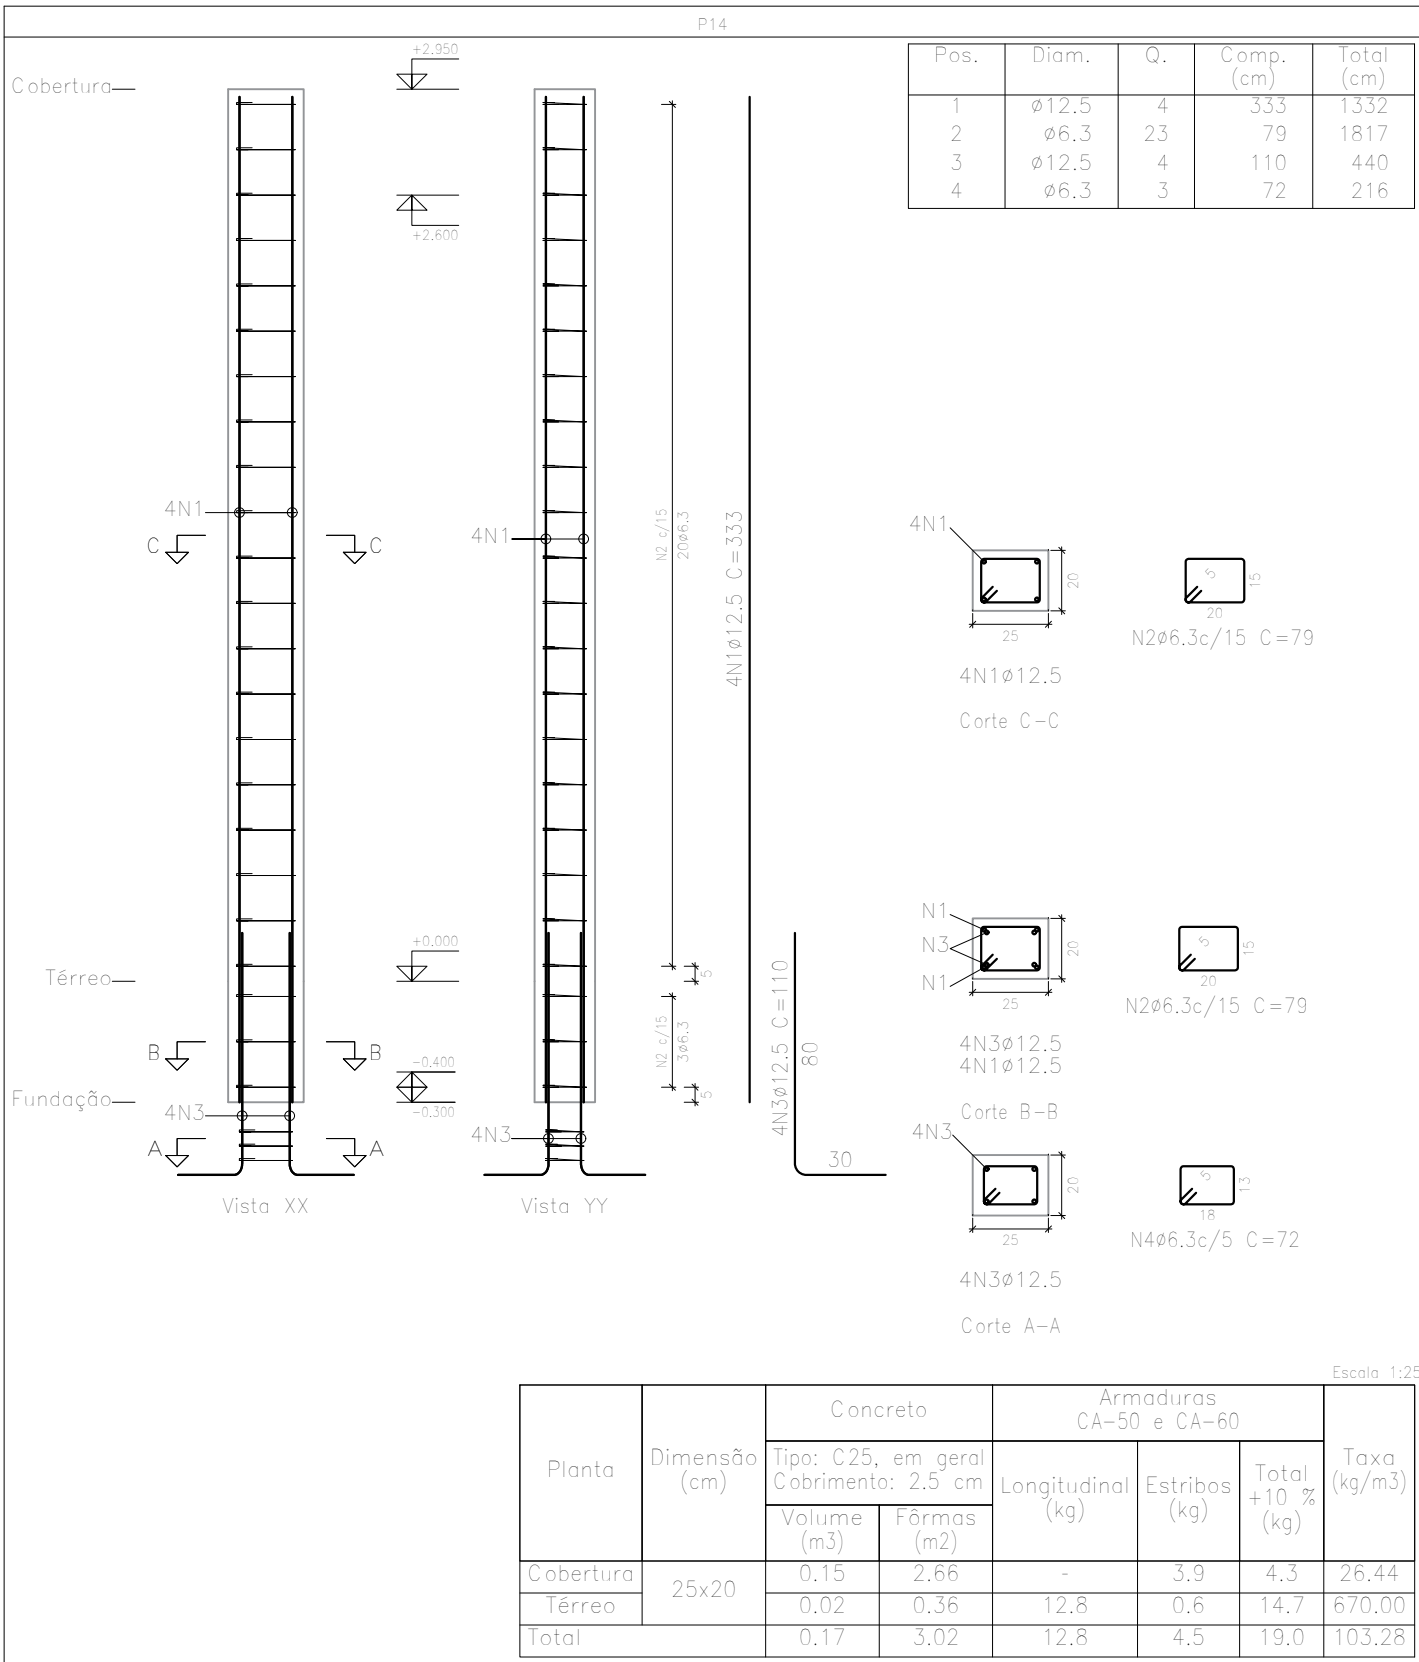 P14
Pos. Diam. Q. Comp. (cm) Total (cm)
1 ø12.5 4 333 1332
2 ø6.3 23 79 1817
3 ø12.5 4 110 440
4 ø6.3 3 72 216
Cobertura
+2.950
+2.600
4N1
C C
4N1
N2 c/15
20ø6.3
4N1ø12.5 C=333
Térreo
+0.000
5
B B
N2 c/15
3ø6.3
-0.400
Fundação
-0.300
5
4N3
4N3
A A
4N3ø12.5 C=110
80
30
Vista XX
Vista YY
4N1
20
25
4N1ø12.5
Corte C-C
5
15
20
N2ø6.3c/15 C=79
N1
N3
N1
20
25
4N3ø12.5
4N1ø12.5
Corte B-B
5
15
20
N2ø6.3c/15 C=79
4N3
20
25
4N3ø12.5
Corte A-A
5
13
18
N4ø6.3c/5 C=72
Escala 1:25
Planta
Dimensão
(cm)
Concreto
Tipo: C25, em geral
Cobrimento: 2.5 cm
Volume
(m3)
Fôrmas
(m2)
Armaduras
CA-50 e CA-60
Longitudinal
(kg)
Estribos
(kg)
Total
+10 %
(kg)
Taxa
(kg/m3)
Cobertura 25x20 0.15 2.66 - 3.9 4.3 26.44
Térreo 0.02 0.36 12.8 0.6 14.7 670.00
Total 0.17 3.02 12.8 4.5 19.0 103.28